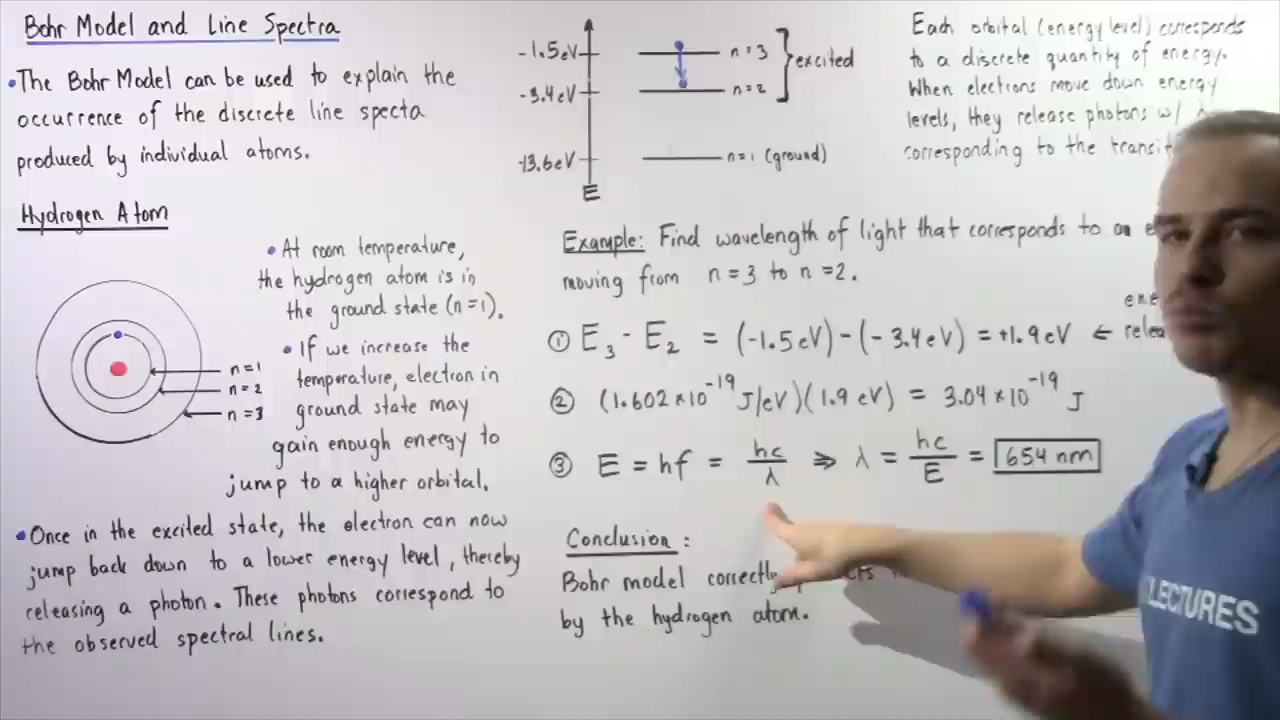 Bohr Model and Line Spectra
• The Bohr Model can be used to explain the
occurrence of the discrete line specta
produced by individual atoms.
Hydrogen Atom
• At room temperature,
the hydrogen atom is in
the ground state (n=1).
• If we increase the
temperature, electron in
ground state may
gain enough energy to
jump to a higher orbital.
n=1
n=2
n=3
• Once in the excited state, the electron can now
jump back down to a lower energy level, thereby
releasing a photon. These photons correspond to
the observed spectral lines.
-1.5eV n=3
-3.4eV n=2
} excited
-13.6eV n=1 (ground)
E
Each orbital (energy level) corresponds
to a discrete quantity of energy.
When electrons move down energy
levels, they release photons w/ λ
corresponding to the
Example: Find wavelength of light that corresponds to
moving from n=3 to n=2.
① E₃ - E₂ = (-1.5eV)-(-3.4eV) = +1.9eV ←
② (1.602×10⁻¹⁹ J/eV)(1.9 eV) = 3.04×10⁻¹⁹ J
③ E = hf = hc/λ ⇒ λ = hc/E = 654 nm
Conclusion:
Bohr model correctly
by the hydrogen atom.
LECTURES